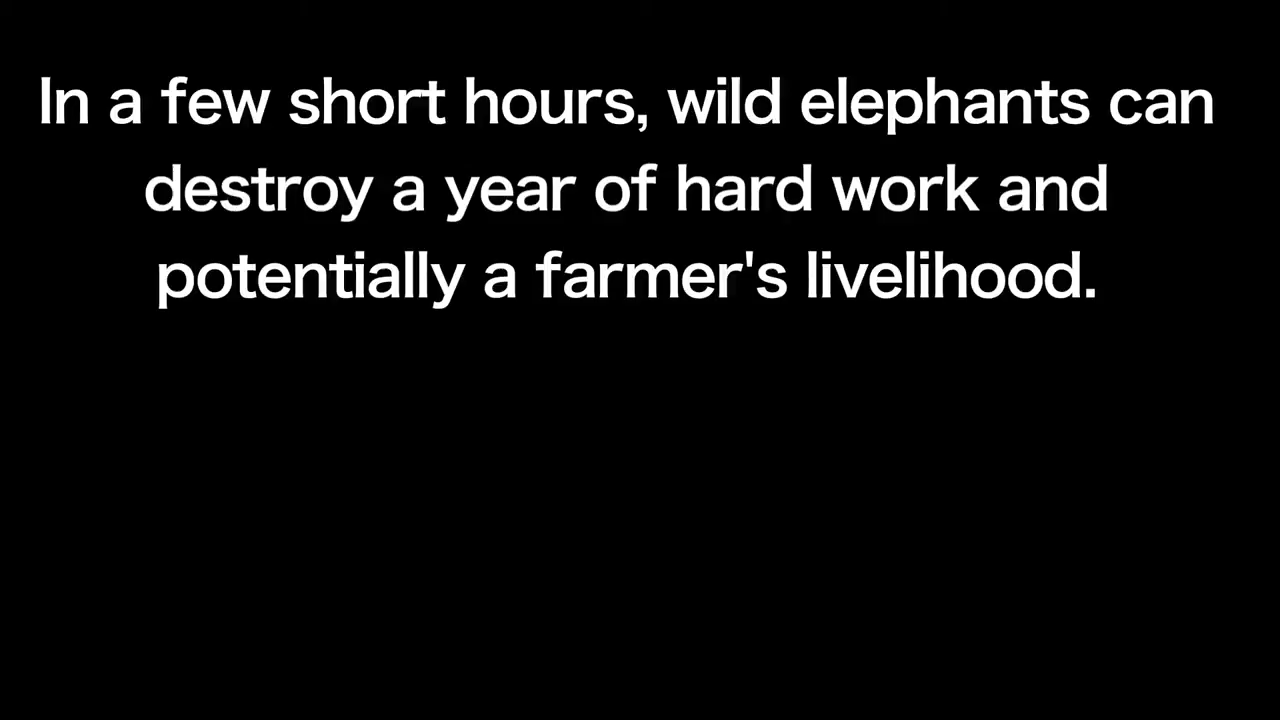 In a few short hours, wild elephants can
destroy a year of hard work and
potentially a farmer's livelihood.